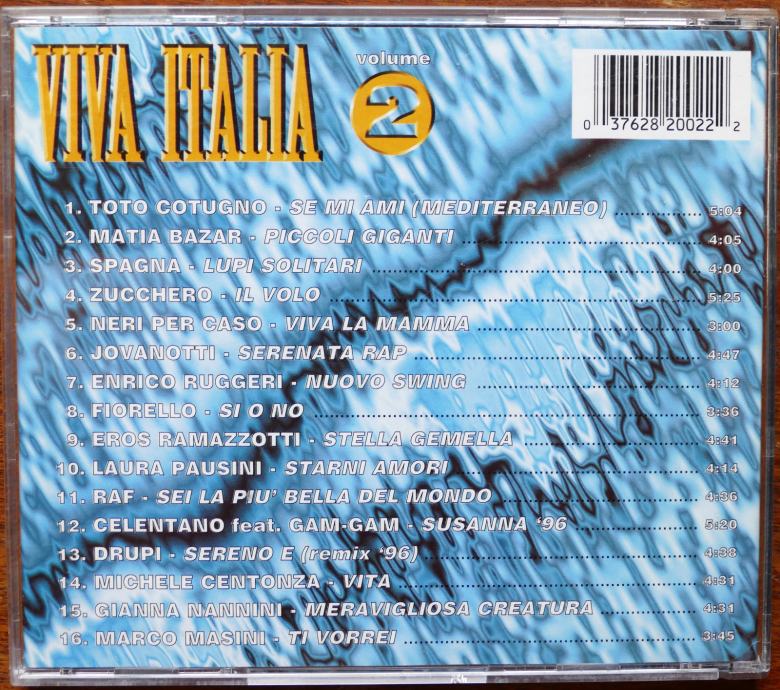 VIVA ITALIA volume 2
0 37628 20022 2
1. TOTO COTUGNO - SE MI AMI (MEDITERRANEO) 5:04
2. MATIA BAZAR - PICCOLI GIGANTI 4:05
3. SPAGNA - LUPI SOLITARI 4:00
4. ZUCCHERO - IL VOLO 5:25
5. NERI PER CASO - VIVA LA MAMMA 3:00
6. JOVANOTTI - SERENATA RAP 4:47
7. ENRICO RUGGERI - NUOVO SWING 4:12
8. FIORELLO - SI O NO 3:36
9. EROS RAMAZZOTTI - STELLA GEMELLA 4:41
10. LAURA PAUSINI - STARNI AMORI 4:14
11. RAF - SEI LA PIU' BELLA DEL MONDO 4:36
12. CELENTANO feat. GAM-GAM - SUSANNA '96 5:20
13. DRUPI - SERENO E (remix '96) 4:38
14. MICHELE CENTONZA - VITA 4:31
15. GIANNA NANNINI - MERAVIGLIOSA CREATURA 4:31
16. MARCO MASINI - TI VORREI 3:45